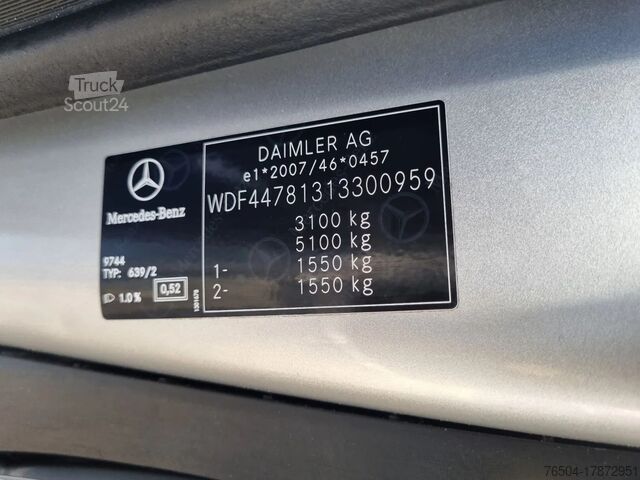 Truck
Scout24
DAIMLER AG
e1*2007/46*0457
WDF44781313300959
3100 kg
5100 kg
1- 1550 kg
2- 1550 kg
Mercedes-Benz
9744
TYP: 639/2
1.0% 0,52
76504-17872951